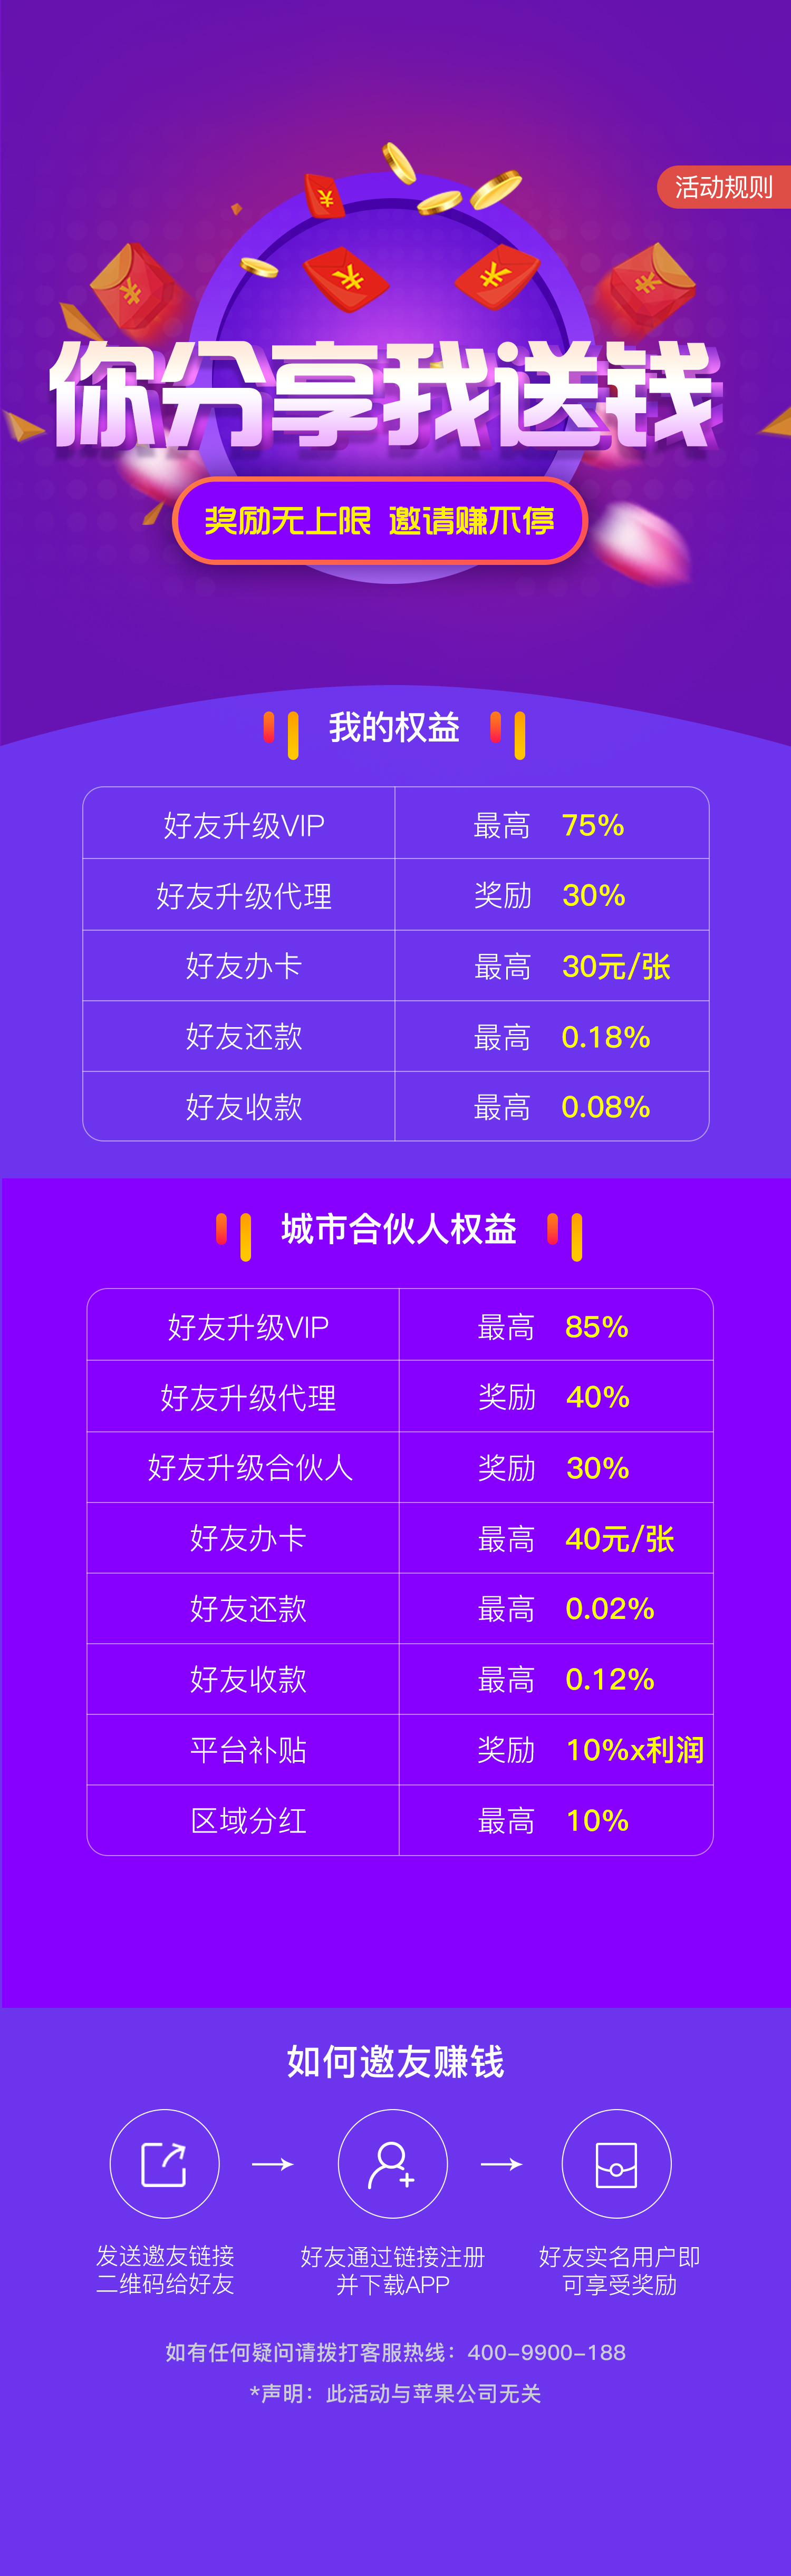 活动规则
你分享我送钱
奖励无上限 邀请赚不停
我的权益
好友升级VIP 最高 75%
好友升级代理 奖励 30%
好友办卡 最高 30元/张
好友还款 最高 0.18%
好友收款 最高 0.08%
城市合伙人权益
好友升级VIP 最高 85%
好友升级代理 奖励 40%
好友升级合伙人 奖励 30%
好友办卡 最高 40元/张
好友还款 最高 0.02%
好友收款 最高 0.12%
平台补贴 奖励 10%x利润
区域分红 最高 10%
如何邀友赚钱
发送邀友链接
二维码给好友
好友通过链接注册
并下载APP
好友实名用户即
可享受奖励
如有任何疑问请拨打客服热线：400-9900-188
*声明：此活动与苹果公司无关